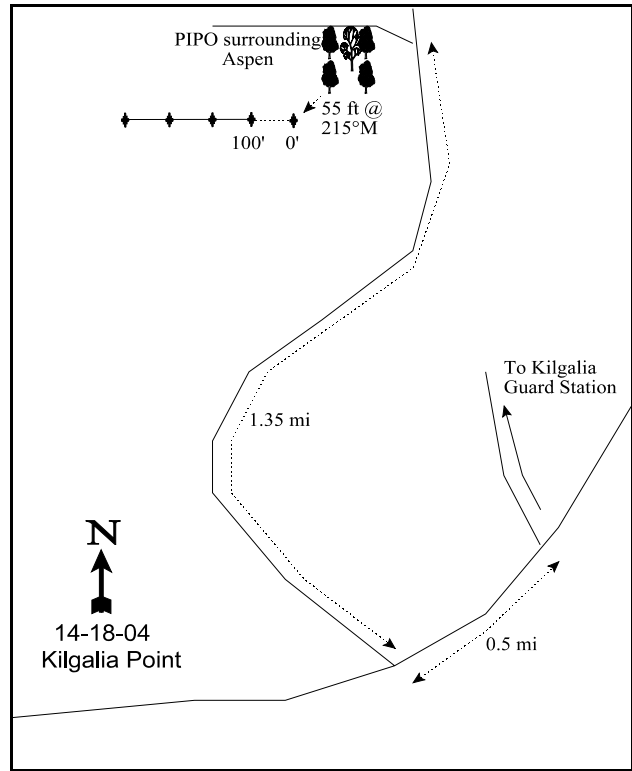 PIPO surrounding
Aspen
55 ft @
215°M
100' 0'
To Kilgalia
Guard Station
1.35 mi
N
14-18-04
Kilgalia Point
0.5 mi